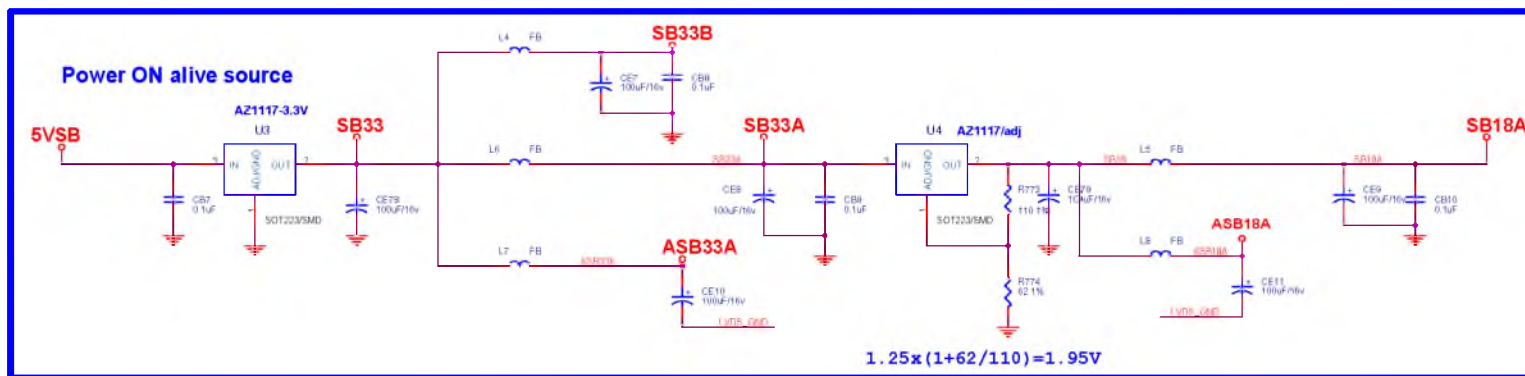 L4 FB
SB33B
Power ON alive source
CE7
100uF/16v
0.1uF
AZ1117-3.3V
5VSB
U3
SB33
SB33A
U4 AZ1117/adj
SB18A
IN OUT
ADJ/GND
L6 FB
IN OUT
ADJ/GND
L5 FB
CB7
0.1uF
SOT223/SMD
100uF/16v
CE8
100uF/16v
0.1uF
SOT223/SMD
R773
110 1%
CE79
100uF/16v
CE9
100uF/16v
CB10
0.1uF
L7 FB
ASB33A
ASB18A
L8 FB
CE10
100uF/16v
R774
62 1%
CE11
100uF/16v
LVDS_GND
LVDS_GND
1.25x(1+62/110)=1.95V